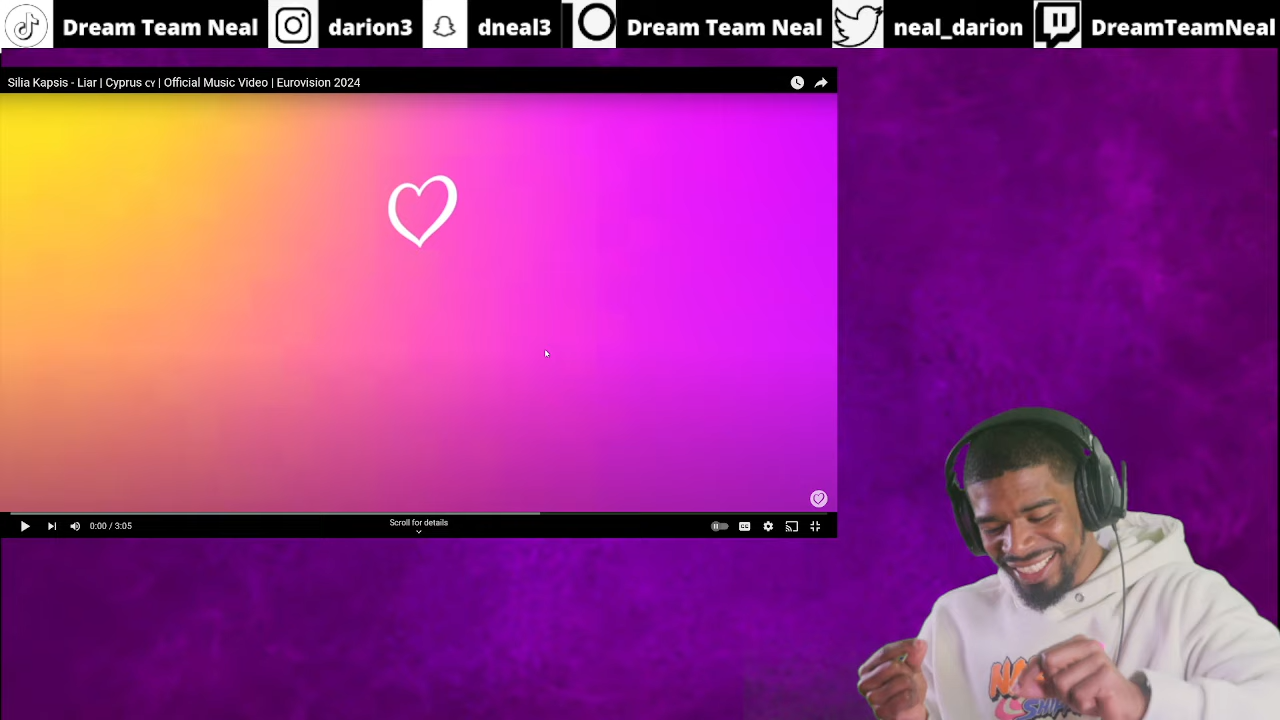 Dream Team Neal darion3 dneal3 Dream Team Neal neal_darion DreamTeamNeal
Silia Kapsis - Liar | Cyprus CY | Official Music Video | Eurovision 2024
0:00 / 3:05
Scroll for details
CC